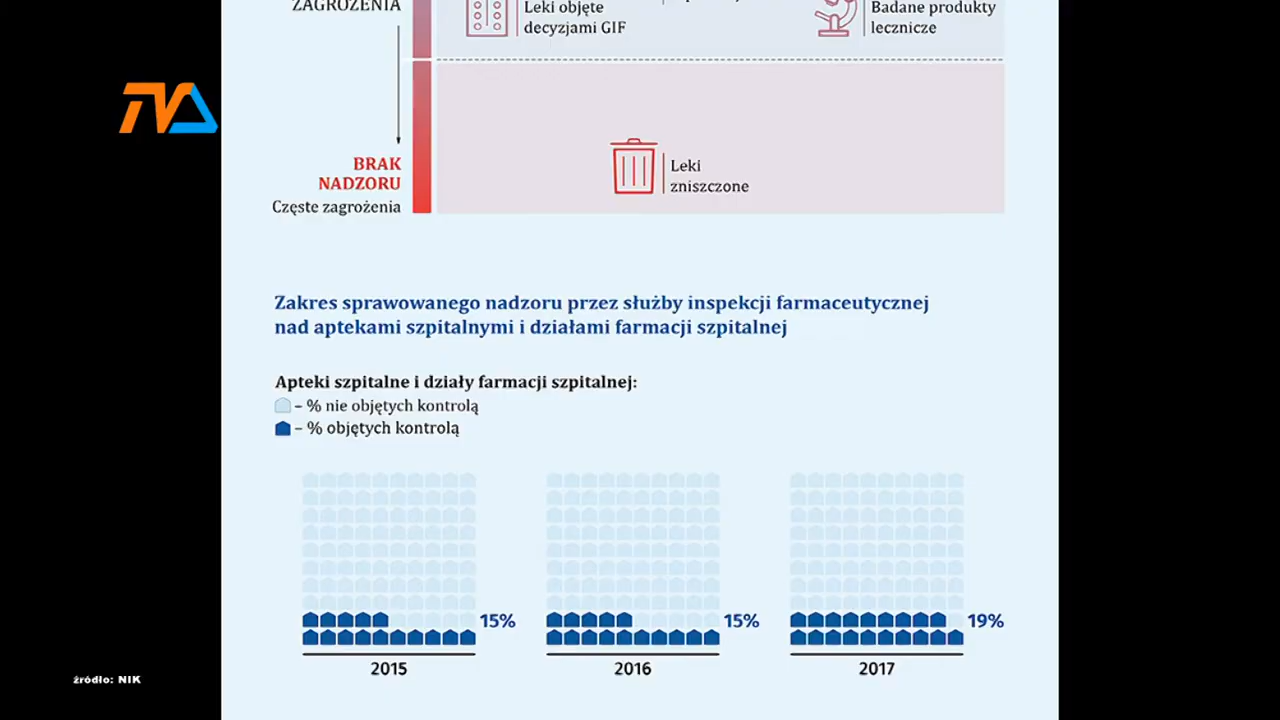 ZAGROŻENIA
Leki objęte
decyzjami GIF
Badane produkty
lecznicze
TVA
BRAK
NADZORU
Częste zagrożenia
Leki
zniszczone
Zakres sprawowanego nadzoru przez służby inspekcji farmaceutycznej
nad aptekami szpitalnymi i działami farmacji szpitalnej
Apteki szpitalne i działy farmacji szpitalnej:
– % nie objętych kontrolą
– % objętych kontrolą
15%
15%
19%
2015
2016
2017
źródło: NIK